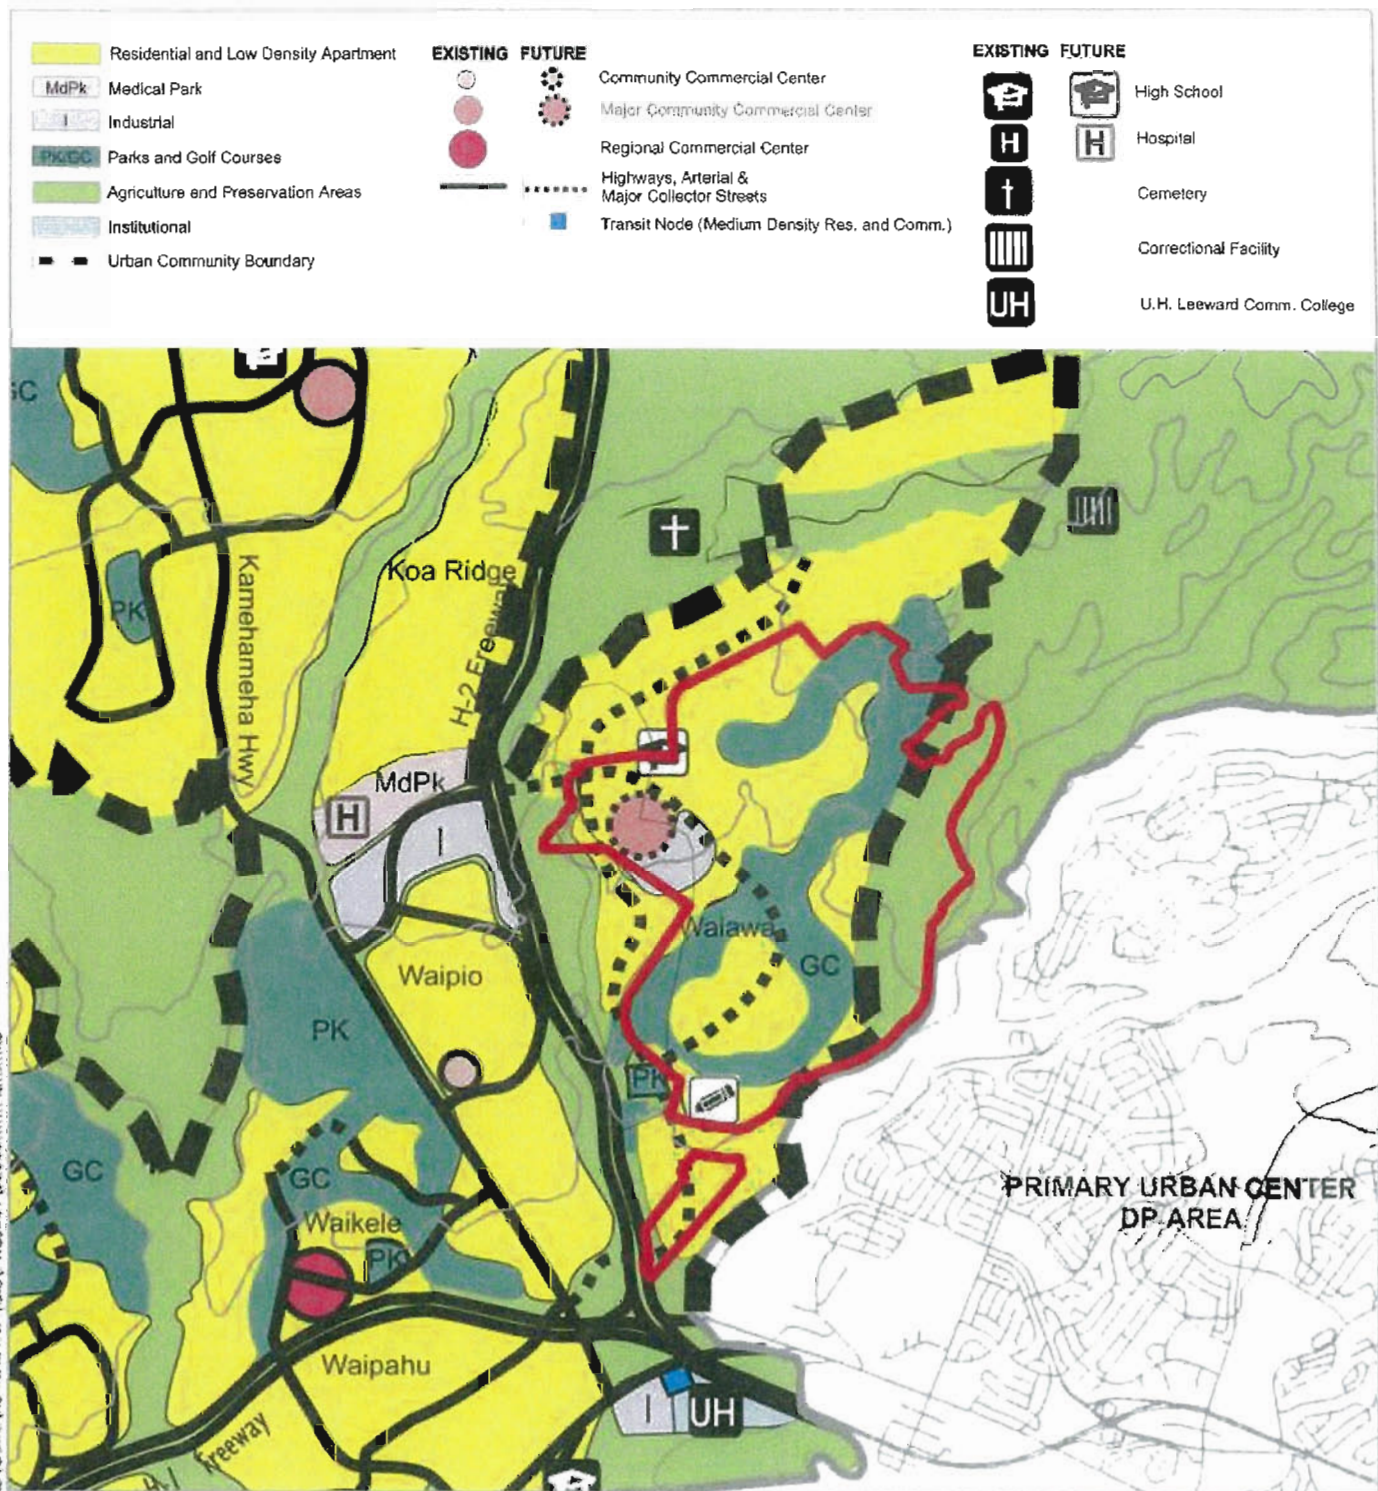 Residential and Low Density Apartment
MdPk Medical Park
I Industrial
PK/GC Parks and Golf Courses
Agriculture and Preservation Areas
Institutional
Urban Community Boundary
EXISTING FUTURE
Community Commercial Center
Major Community Commercial Center
Regional Commercial Center
Highways, Arterial &
Major Collector Streets
Transit Node (Medium Density Res. and Comm.)
EXISTING FUTURE
High School
H H Hospital
Cemetery
Correctional Facility
UH U.H. Leeward Comm. College
GC
Koa Ridge
PK
Kamehameha Hwy
H-2 Freeway
MdPk
H
I
Waiawa
GC
Waipio
PK
PK
GC
GC
Waikele
PK
PRIMARY URBAN CENTER
DP AREA
Waipahu
I
UH
H-1 Freeway